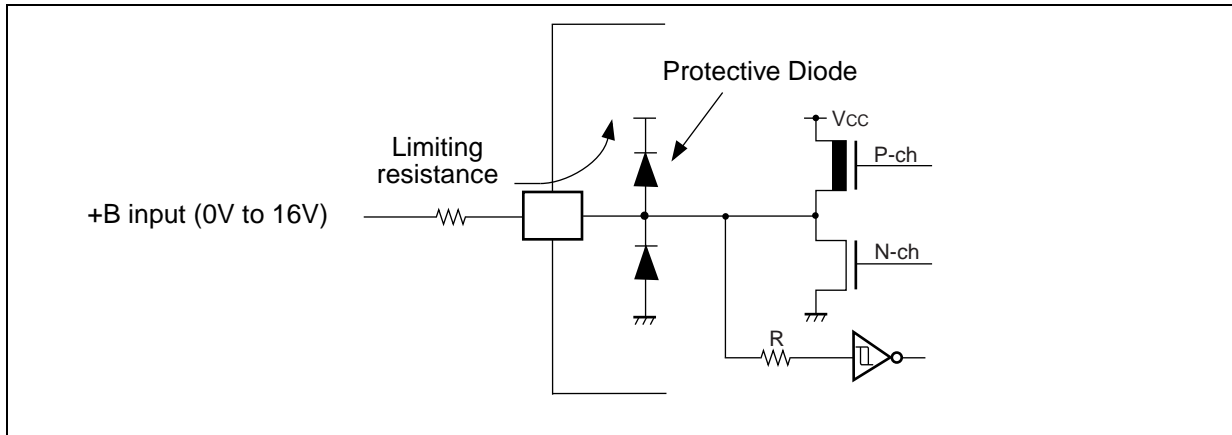 Protective Diode
VCC
Limiting
resistance
P-ch
+B input (0V to 16V)
N-ch
R